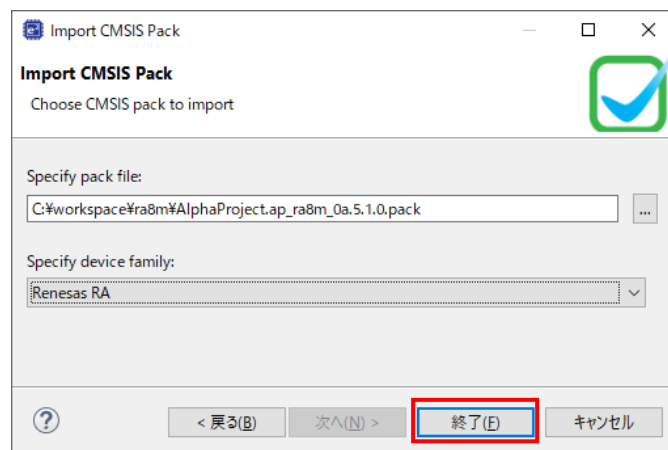 Import CMSIS Pack
Import CMSIS Pack
Choose CMSIS pack to import
Specify pack file:
C:¥workspace¥ra8m¥AlphaProject.ap_ra8m_0a.5.1.0.pack
...
Specify device family:
Renesas RA
?
< 戻る(B) 次へ(N) > 終了(F) キャンセル